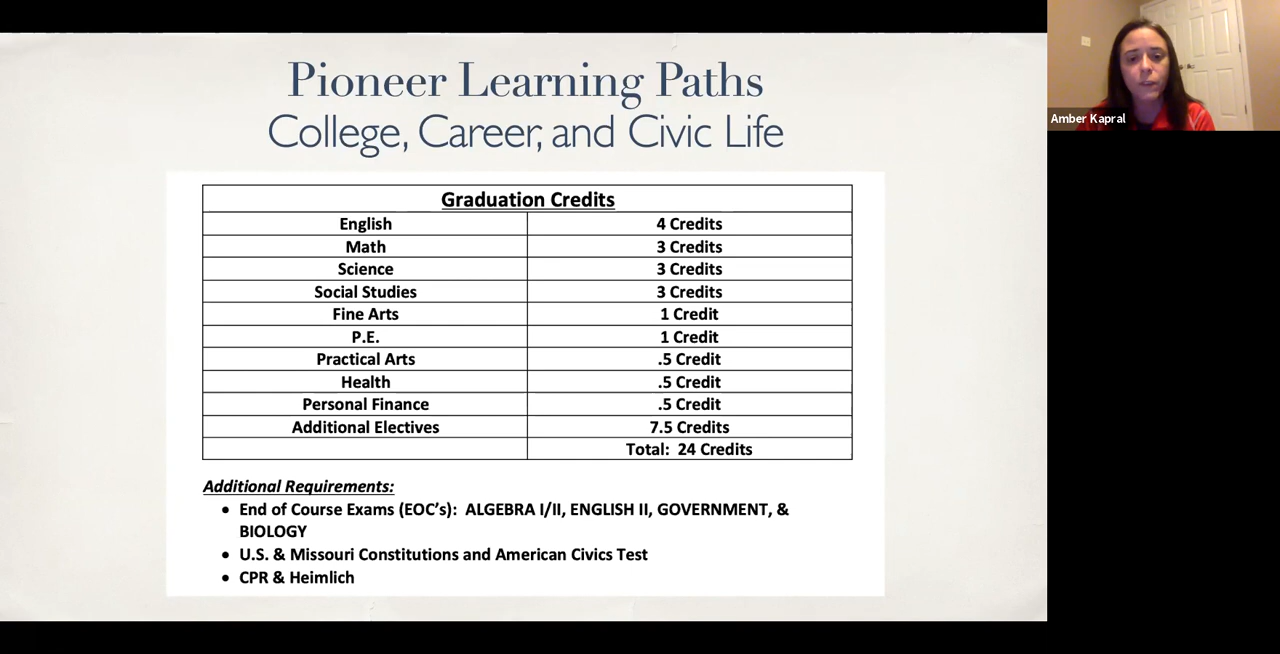 Pioneer Learning Paths
College, Career, and Civic Life
Graduation Credits
English 4 Credits
Math 3 Credits
Science 3 Credits
Social Studies 3 Credits
Fine Arts 1 Credit
P.E. 1 Credit
Practical Arts .5 Credit
Health .5 Credit
Personal Finance .5 Credit
Additional Electives 7.5 Credits
Total: 24 Credits
Additional Requirements:
• End of Course Exams (EOC's): ALGEBRA I/II, ENGLISH II, GOVERNMENT, &
BIOLOGY
• U.S. & Missouri Constitutions and American Civics Test
• CPR & Heimlich
Amber Kapral